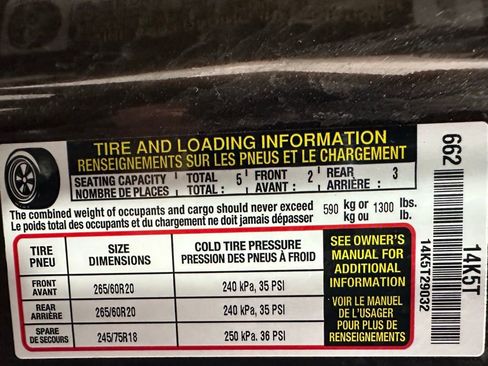 TIRE AND LOADING INFORMATION
RENSEIGNEMENTS SUR LES PNEUS ET LE CHARGEMENT
SEATING CAPACITY TOTAL 5 FRONT 2 REAR 3
NOMBRE DE PLACES TOTAL : AVANT : ARRIÈRE :
The combined weight of occupants and cargo should never exceed 590 kg or 1300 lbs.
Le poids total des occupants et du chargement ne doit jamais dépasser kg ou lb.
TIRE SIZE COLD TIRE PRESSURE
PNEU DIMENSIONS PRESSION DES PNEUS À FROID
FRONT
AVANT 265/60R20 240 kPa, 35 PSI
REAR
ARRIÈRE 265/60R20 240 kPa, 35 PSI
SPARE
DE SECOURS 245/75R18 250 kPa. 36 PSI
SEE OWNER'S
MANUAL FOR
ADDITIONAL
INFORMATION
VOIR LE MANUEL
DE L'USAGER
POUR PLUS DE
RENSEIGNEMENTS
662
14K5T
14K5T29032